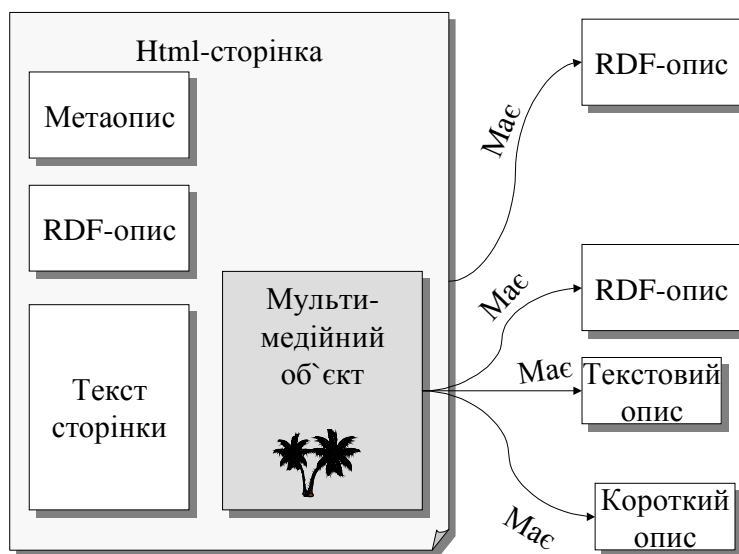 Html-сторінка
Метаопис
RDF-опис
Текст
сторінки
Мульти-
медійний
об`єкт
Має
RDF-опис
Має
RDF-опис
Має
Текстовий
опис
Має
Короткий
опис